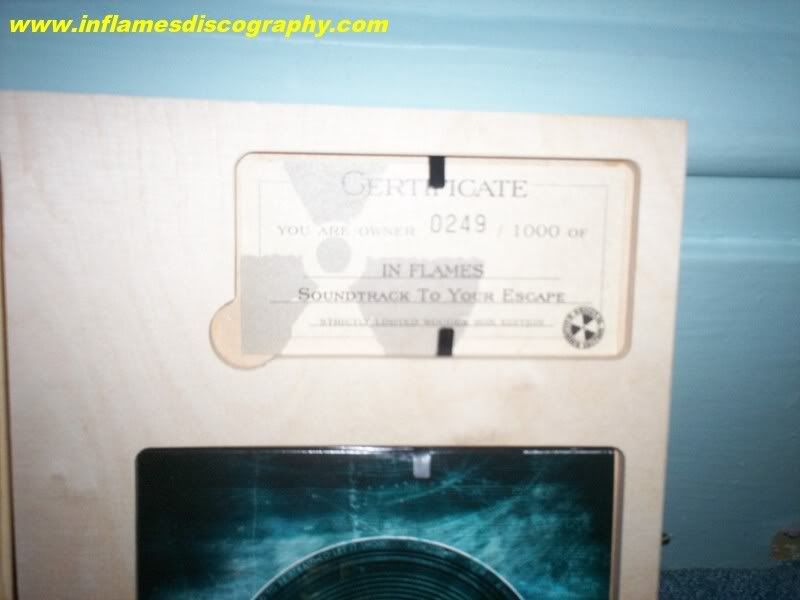 www.inflamesdiscography.com
CERTIFICATE
YOU ARE OWNER 0249 / 1000 OF
IN FLAMES
SOUNDTRACK TO YOUR ESCAPE
STRICTLY LIMITED WOODEN BOX EDITION